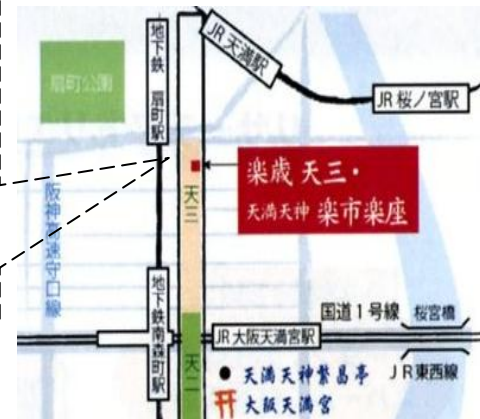 JR天満駅
地下鉄 扇町駅
扇町公園
JR桜ノ宮駅
楽歳 天三・
天満天神 楽市楽座
天三
阪神高速守口線
地下鉄南森町駅
国道1号線
桜宮橋
JR大阪天満宮駅
天二
JR東西線
● 天満天神繁昌亭
大阪天満宮